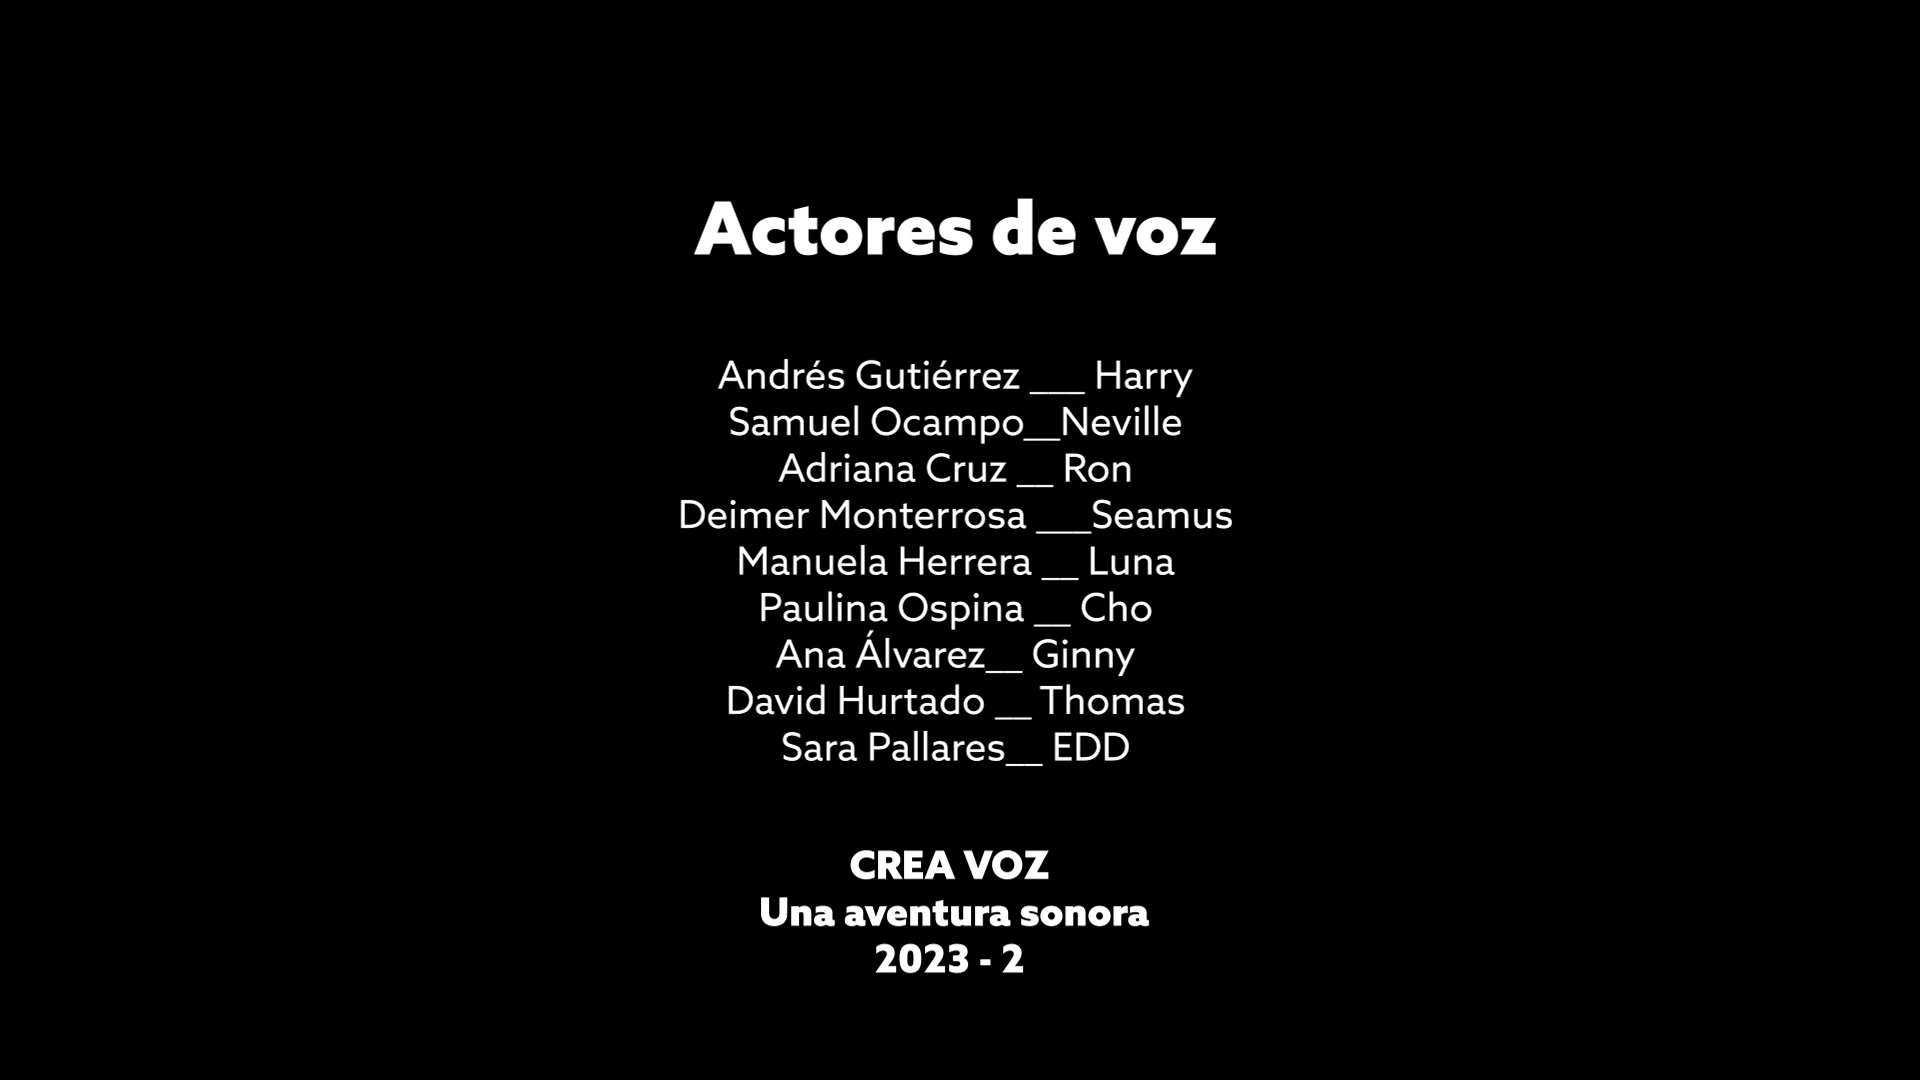 Actores de voz
Andrés Gutiérrez ___ Harry
Samuel Ocampo__Neville
Adriana Cruz __ Ron
Deimer Monterrosa ___Seamus
Manuela Herrera __ Luna
Paulina Ospina __ Cho
Ana Álvarez__ Ginny
David Hurtado __ Thomas
Sara Pallares__ EDD
CREA VOZ
Una aventura sonora
2023 - 2